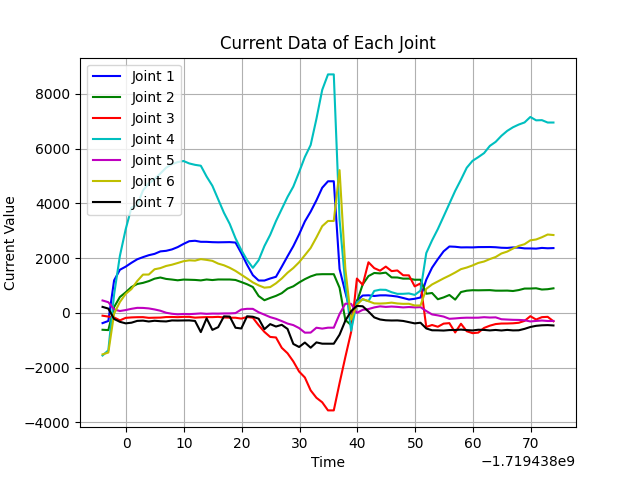 Current Data of Each Joint
Joint 1
Joint 2
Joint 3
Joint 4
Joint 5
Joint 6
Joint 7
8000
6000
4000
2000
0
−2000
−4000
Current Value
0 10 20 30 40 50 60 70
Time
−1.719438e9